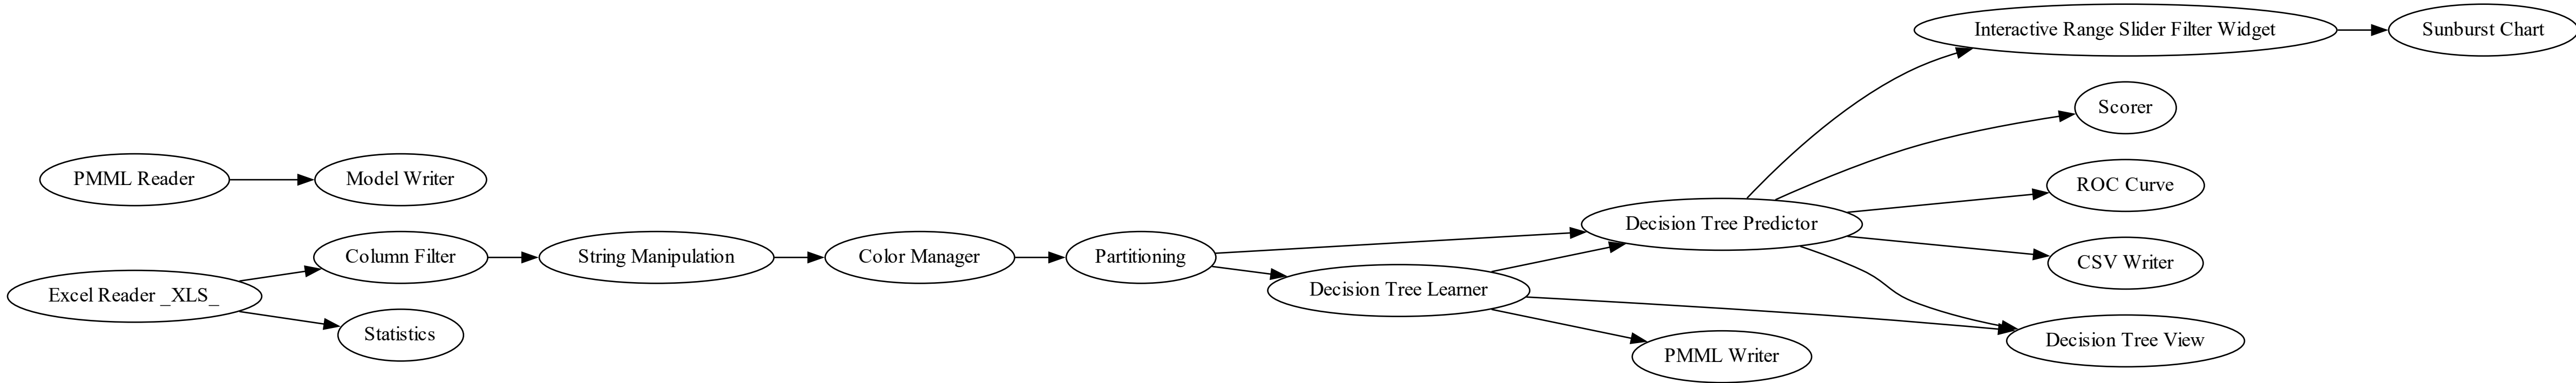 Interactive Range Slider Filter Widget
Sunburst Chart
Scorer
PMML Reader
Model Writer
ROC Curve
Decision Tree Predictor
Column Filter
String Manipulation
Color Manager
Partitioning
CSV Writer
Excel Reader _XLS_
Decision Tree Learner
Statistics
Decision Tree View
PMML Writer